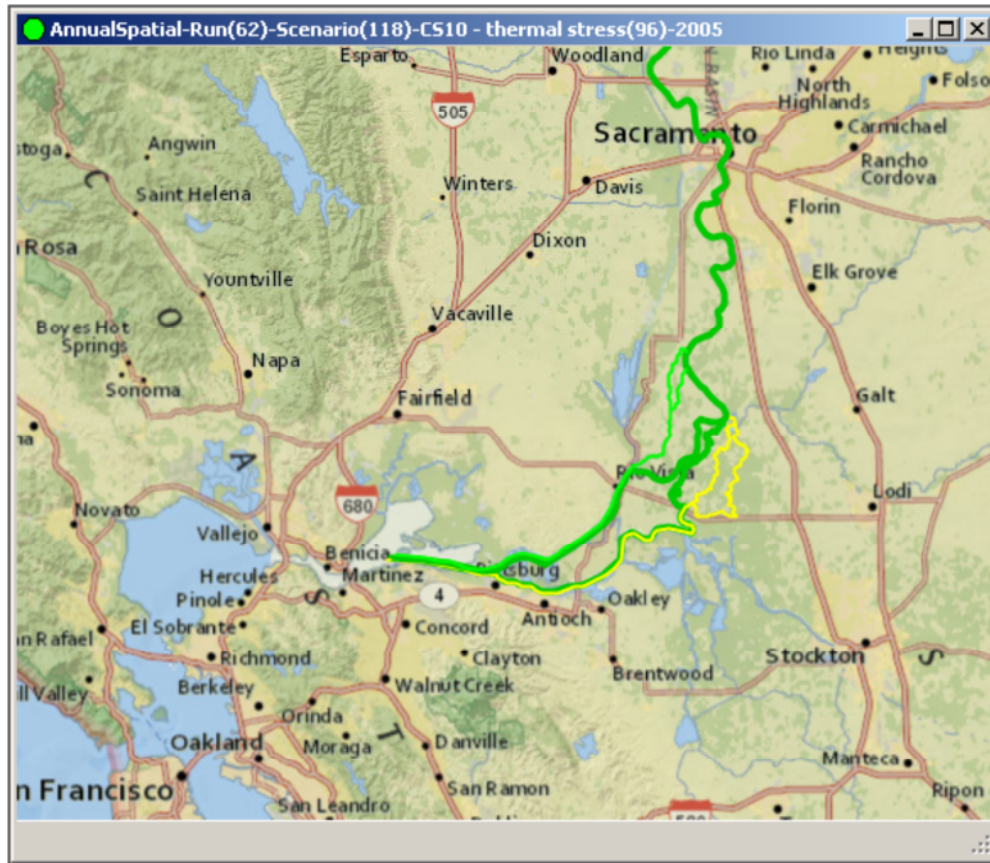 AnnualSpatial-Run(62)-Scenario(118)-CS10 - thermal stress(96)-2005
Esparto
Woodland
Rio Linda
Heights
North
Highlands
Folso
505
Sacramento
Carmichael
stoga
Angwin
Rancho
Cordova
Saint Helena
Winters
Davis
C
Florin
Rosa
Dixon
Yountville
Elk Grove
O
Vacaville
Boyes Hot
Springs
Napa
Sonoma
Fairfield
Galt
na
A
Rio Vista
Lodi
680
Novato
Vallejo
Benicia
Martinez
Pittsburg
Hercules
S
4
Oakley
Pinole
Antioch
El Sobrante
Concord
n Rafael
Richmond
Clayton
Stockton
S
Brentwood
ill Valley
Berkeley
Walnut Creek
Orinda
T
Oakland
Moraga
Danville
Manteca
n Francisco
San Ramon
Ripon
San Leandro